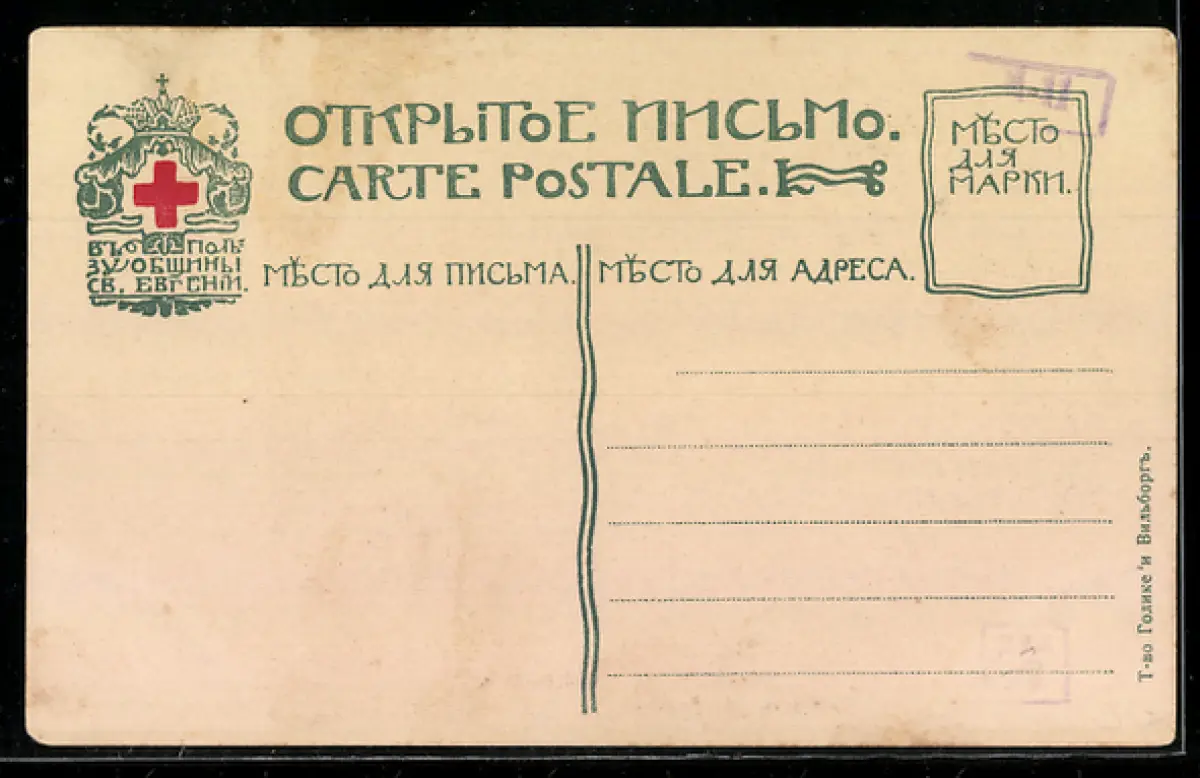 ОТКРЫТОЕ ПИСЬМО.
CARTE POSTALE.
МѢСТО
ДЛЯ
МАРКИ.
ВЪ ПОЛЬ-
ЗУ ОБЩИНЫ
СВ. ЕВГЕНІИ.
МѢСТО ДЛЯ ПИСЬМА.
МѢСТО ДЛЯ АДРЕСА.
Т-во Голике и Вильборгъ.